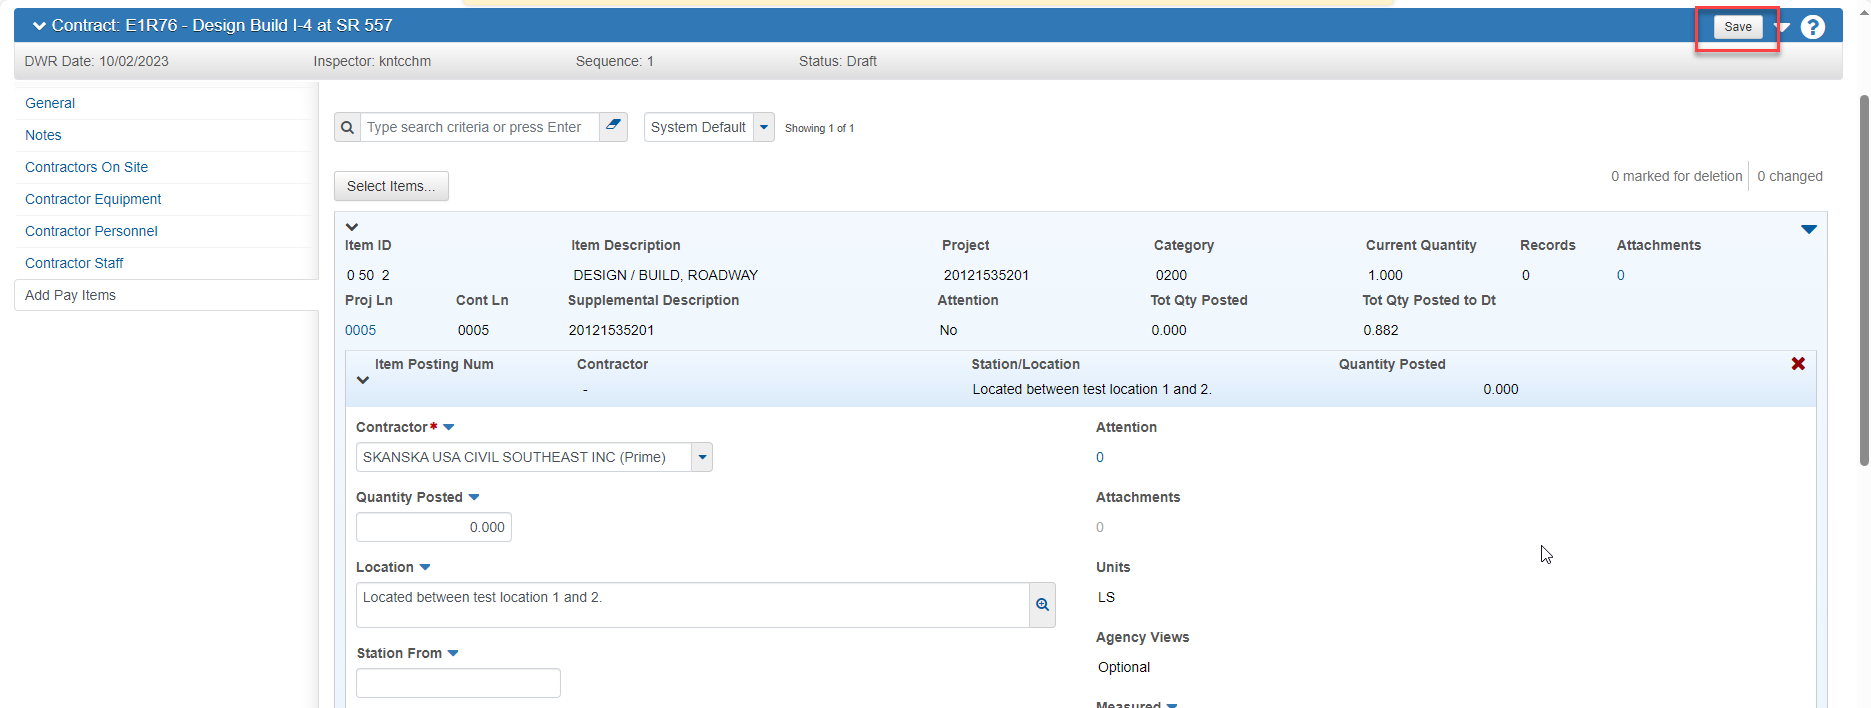 Contract: E1R76 - Design Build I-4 at SR 557
Save
?
DWR Date: 10/02/2023 Inspector: kntcchm Sequence: 1 Status: Draft
General
Notes
Contractors On Site
Contractor Equipment
Contractor Personnel
Contractor Staff
Add Pay Items
Type search criteria or press Enter System Default Showing 1 of 1
Select Items... 0 marked for deletion 0 changed
Item ID Item Description Project Category Current Quantity Records Attachments
0 50 2 DESIGN / BUILD, ROADWAY 20121535201 0200 1.000 0 0
Proj Ln Cont Ln Supplemental Description Attention Tot Qty Posted Tot Qty Posted to Dt
0005 0005 20121535201 No 0.000 0.882
Item Posting Num Contractor Station/Location Quantity Posted
- Located between test location 1 and 2. 0.000
Contractor*
SKANSKA USA CIVIL SOUTHEAST INC (Prime)
Quantity Posted
0.000
Location
Located between test location 1 and 2.
Station From
Attention
0
Attachments
0
Units
LS
Agency Views
Optional
Measured